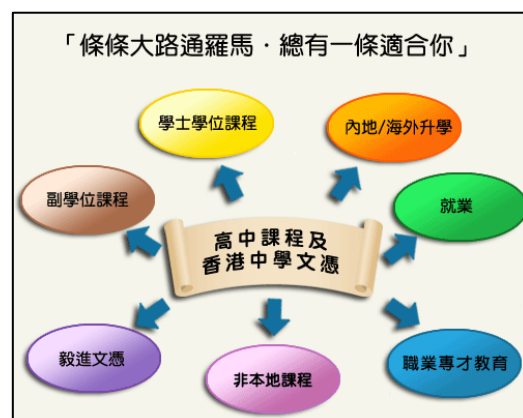 「條條大路通羅馬．總有一條適合你」
學士學位課程
內地/海外升學
副學位課程
就業
高中課程及
香港中學文憑
毅進文憑
非本地課程
職業專才教育